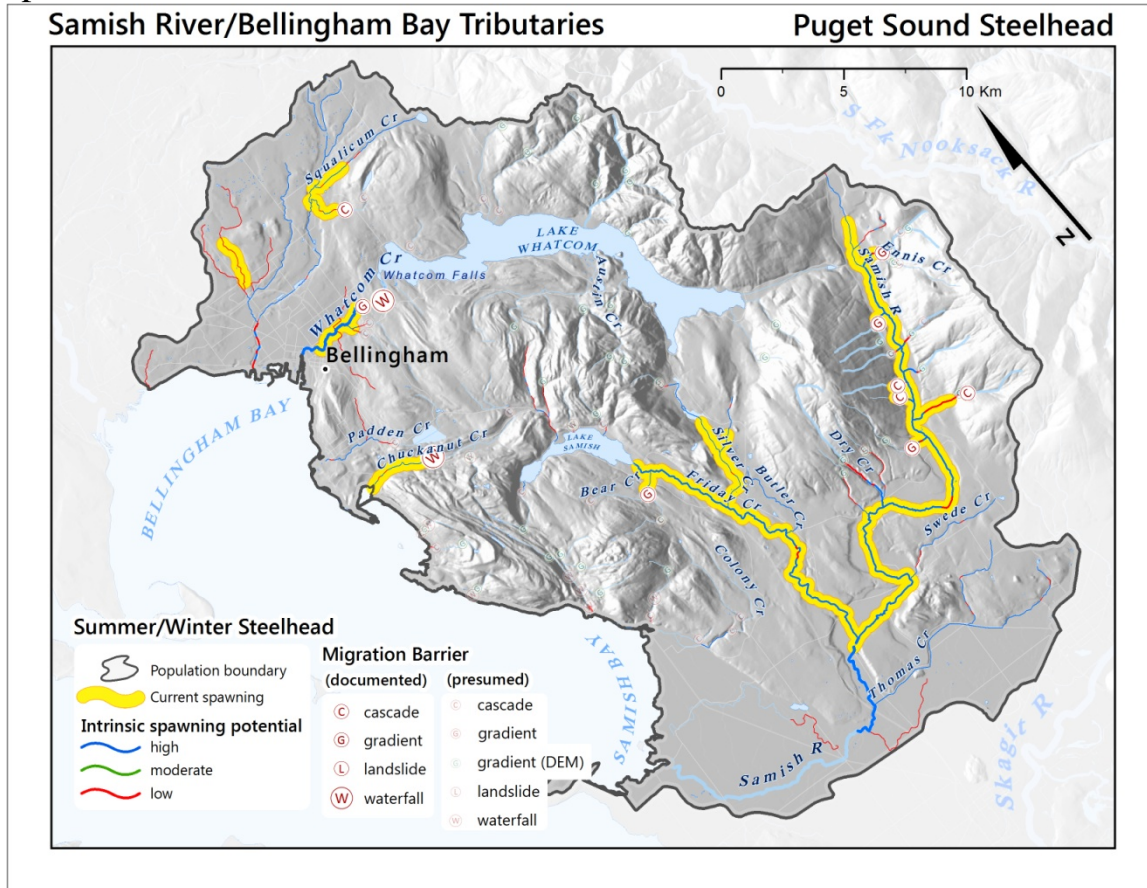 Samish River/Bellingham Bay Tributaries
Puget Sound Steelhead
0 5 10 Km
S Fk Nooksack R
N
Squalicum Cr
C
LAKE
WHATCOM
Whatcom Cr
Whatcom Falls
G W
Bellingham
Austin Cr
Ennis Cr
G
Samish R
G
C
C
C
G
BELLINGHAM BAY
Padden Cr
Chuckanut Cr
W
LAKE
SAMISH
Bear Cr
G
Friday Cr
Silver Cr
Butler Cr
Dry Cr
Swede Cr
Colony Cr
Thomas Cr
SAMISH BAY
Samish R
Skagit R
Summer/Winter Steelhead
Population boundary
Current spawning
Intrinsic spawning potential
high
moderate
low
Migration Barrier
(documented)
C cascade
G gradient
L landslide
W waterfall
(presumed)
C cascade
G gradient
G gradient (DEM)
L landslide
W waterfall